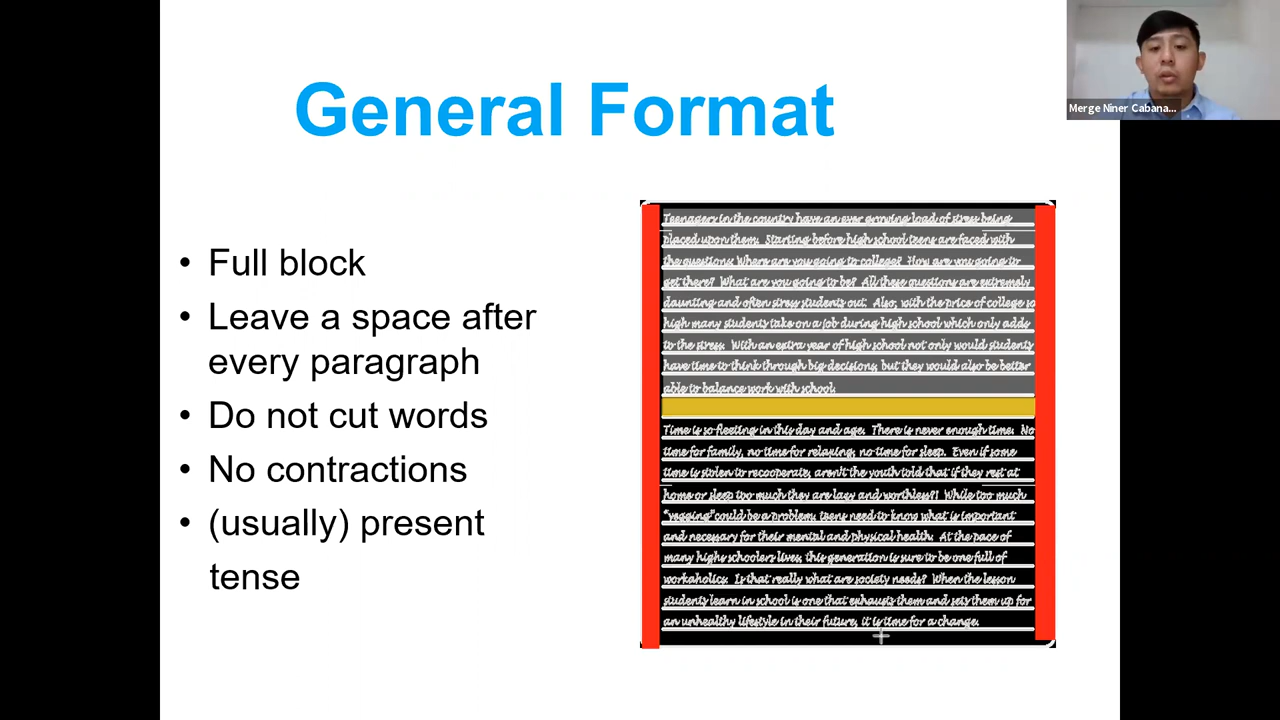 General Format
Merge Niner Cabana...
• Full block
• Leave a space after
every paragraph
• Do not cut words
• No contractions
• (usually) present
tense
Teenagers in the country have an ever growing load of stress being
placed upon them. Starting before high school teens are faced with
the questions: Where are you going to college? How are you going to
get there? What are you going to be? All these questions are extremely
daunting and often stress students out. Also, with the price of college so
high many students take on a job during high school which only adds
to the stress. With an extra year of high school not only would students
have time to think through big decisions, but they would also be better
able to balance work with school.
Time is so fleeting in this day and age. There is never enough time. No
time for family, no time for relaxing, no time for sleep. Even if some
time is stolen to recooperate, aren't the youth told that if they rest at
home or sleep too much they are lazy and worthless?! While too much
"vegging" could be a problem, teens need to know what is important
and necessary for their mental and physical health. At the pace of
many highs schoolers lives, this generation is sure to be one full of
workaholics. Is that really what are society needs? When the lesson
students learn in school is one that exhausts them and sets them up for
an unhealthy lifestyle in their future, it is time for a change.